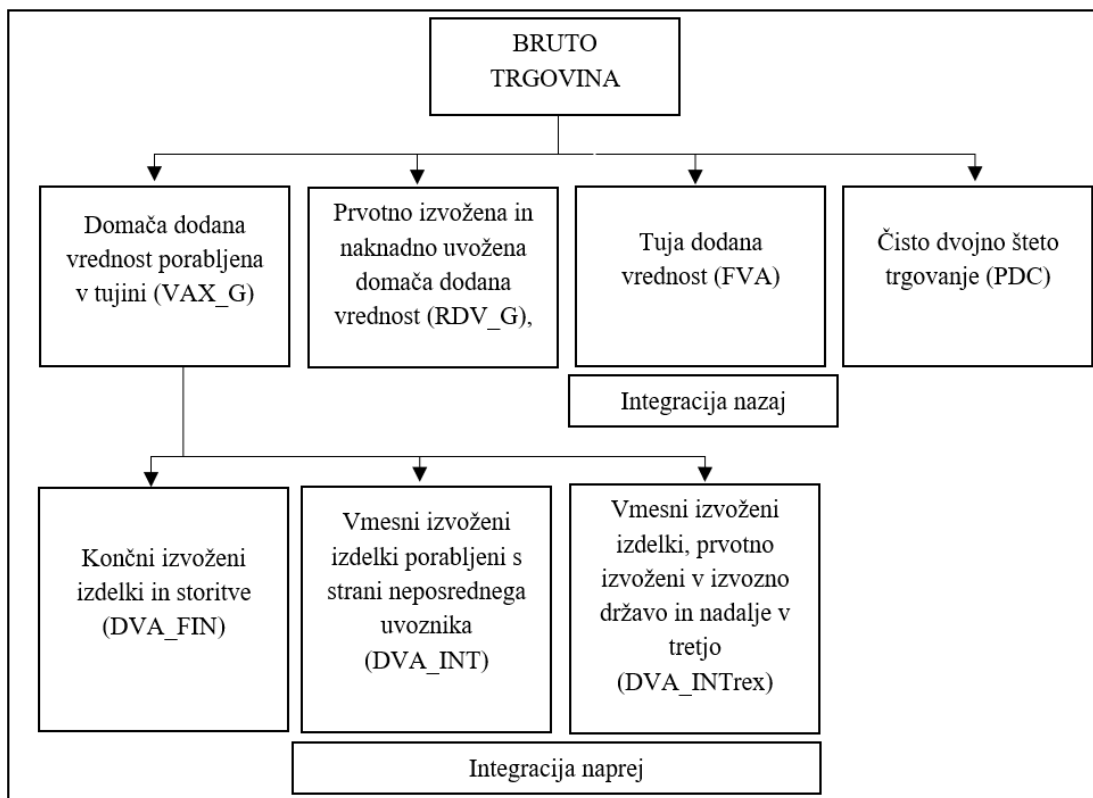 BRUTO
TRGOVINA
Domača dodana
vrednost porabljena
v tujini (VAX_G)
Prvotno izvožena in
naknadno uvožena
domača dodana
vrednost (RDV_G),
Tuja dodana
vrednost (FVA)
Čisto dvojno šteto
trgovanje (PDC)
Integracija nazaj
Končni izvoženi
izdelki in storitve
(DVA_FIN)
Vmesni izvoženi
izdelki porabljeni s
strani neposrednega
uvoznika
(DVA_INT)
Vmesni izvoženi
izdelki, prvotno
izvoženi v izvozno
državo in nadalje v
tretjo
(DVA_INTrex)
Integracija naprej